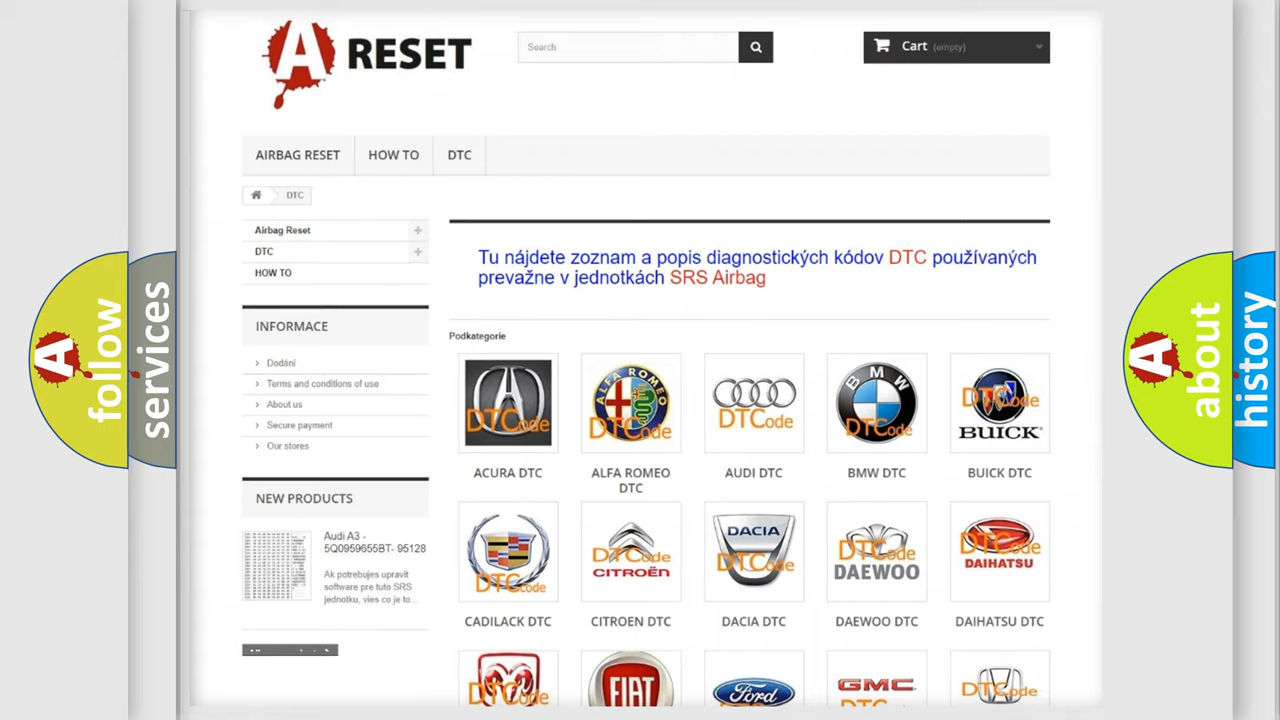 A RESET
Search
Cart (empty)
AIRBAG RESET
HOW TO
DTC
DTC
Airbag Reset
DTC
HOW TO
Tu nájdete zoznam a popis diagnostických kódov DTC používaných
prevažne v jednotkách SRS Airbag
INFORMACE
Dodání
Terms and conditions of use
About us
Secure payment
Our stores
Podkategorie
DTCode
ALFA ROMEO
DTCode
DTCode
BMW
DTCode
DTCode
BUICK
ACURA DTC
ALFA ROMEO
DTC
AUDI DTC
BMW DTC
BUICK DTC
NEW PRODUCTS
Audi A3 -
5Q0959655BT- 95128
Ak potrebujes upravit
software pre tuto SRS
jednotku, vies co je to...
DTCode
DTCode
CITROËN
DACIA
DTCode
DTCode
DAEWOO
DTCode
DAIHATSU
CADILACK DTC
CITROEN DTC
DACIA DTC
DAEWOO DTC
DAIHATSU DTC
DTCode
FIAT
Ford
GMC
DTCode
A follow
services
A about
history